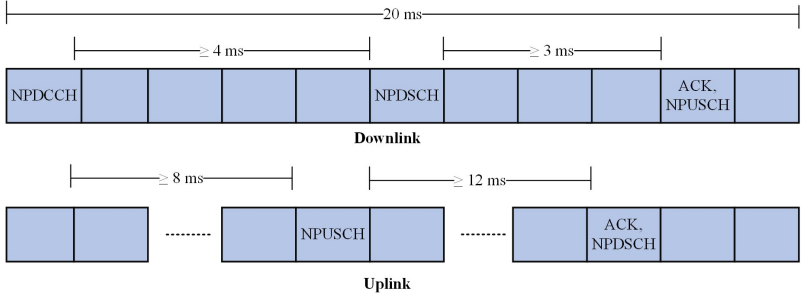 20 ms
≥ 4 ms
≥ 3 ms
NPDCCH
NPDSCH
ACK,
NPUSCH
Downlink
≥ 8 ms
≥ 12 ms
NPUSCH
ACK,
NPDSCH
Uplink